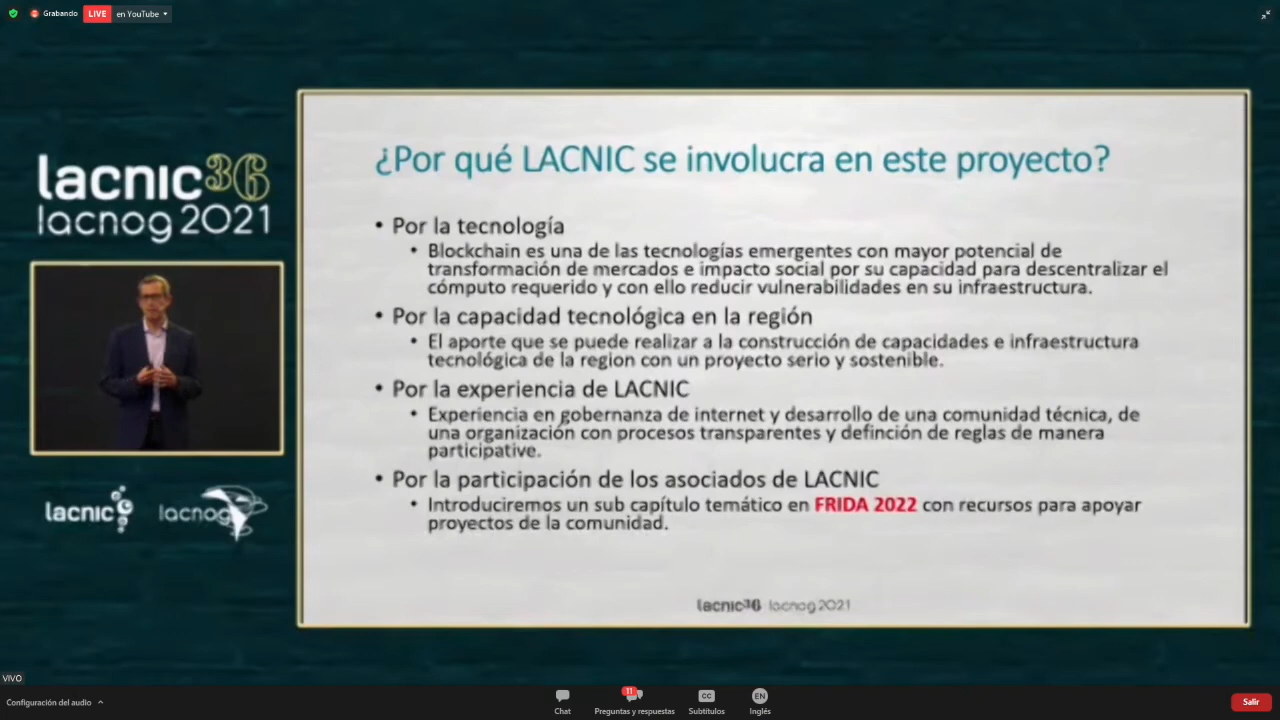 Grabando
LIVE
en YouTube
lacnic36
lacnog 2021
lacnic
lacnog
¿Por qué LACNIC se involucra en este proyecto?
• Por la tecnología
• Blockchain es una de las tecnologías emergentes con mayor potencial de
transformación de mercados e impacto social por su capacidad para descentralizar el
cómputo requerido y con ello reducir vulnerabilidades en su infraestructura.
• Por la capacidad tecnológica en la región
• El aporte que se puede realizar a la construcción de capacidades e infraestructura
tecnológica de la region con un proyecto serio y sostenible.
• Por la experiencia de LACNIC
• Experiencia en gobernanza de internet y desarrollo de una comunidad técnica, de
una organización con procesos transparentes y definción de reglas de manera
participative.
• Por la participación de los asociados de LACNIC
• Introduciremos un sub capítulo temático en FRIDA 2022 con recursos para apoyar
proyectos de la comunidad.
lacnic36 lacnog 2021
VIVO
Configuración del audio
Chat
11
Preguntas y respuestas
CC
Subtítulos
EN
Inglés
Salir